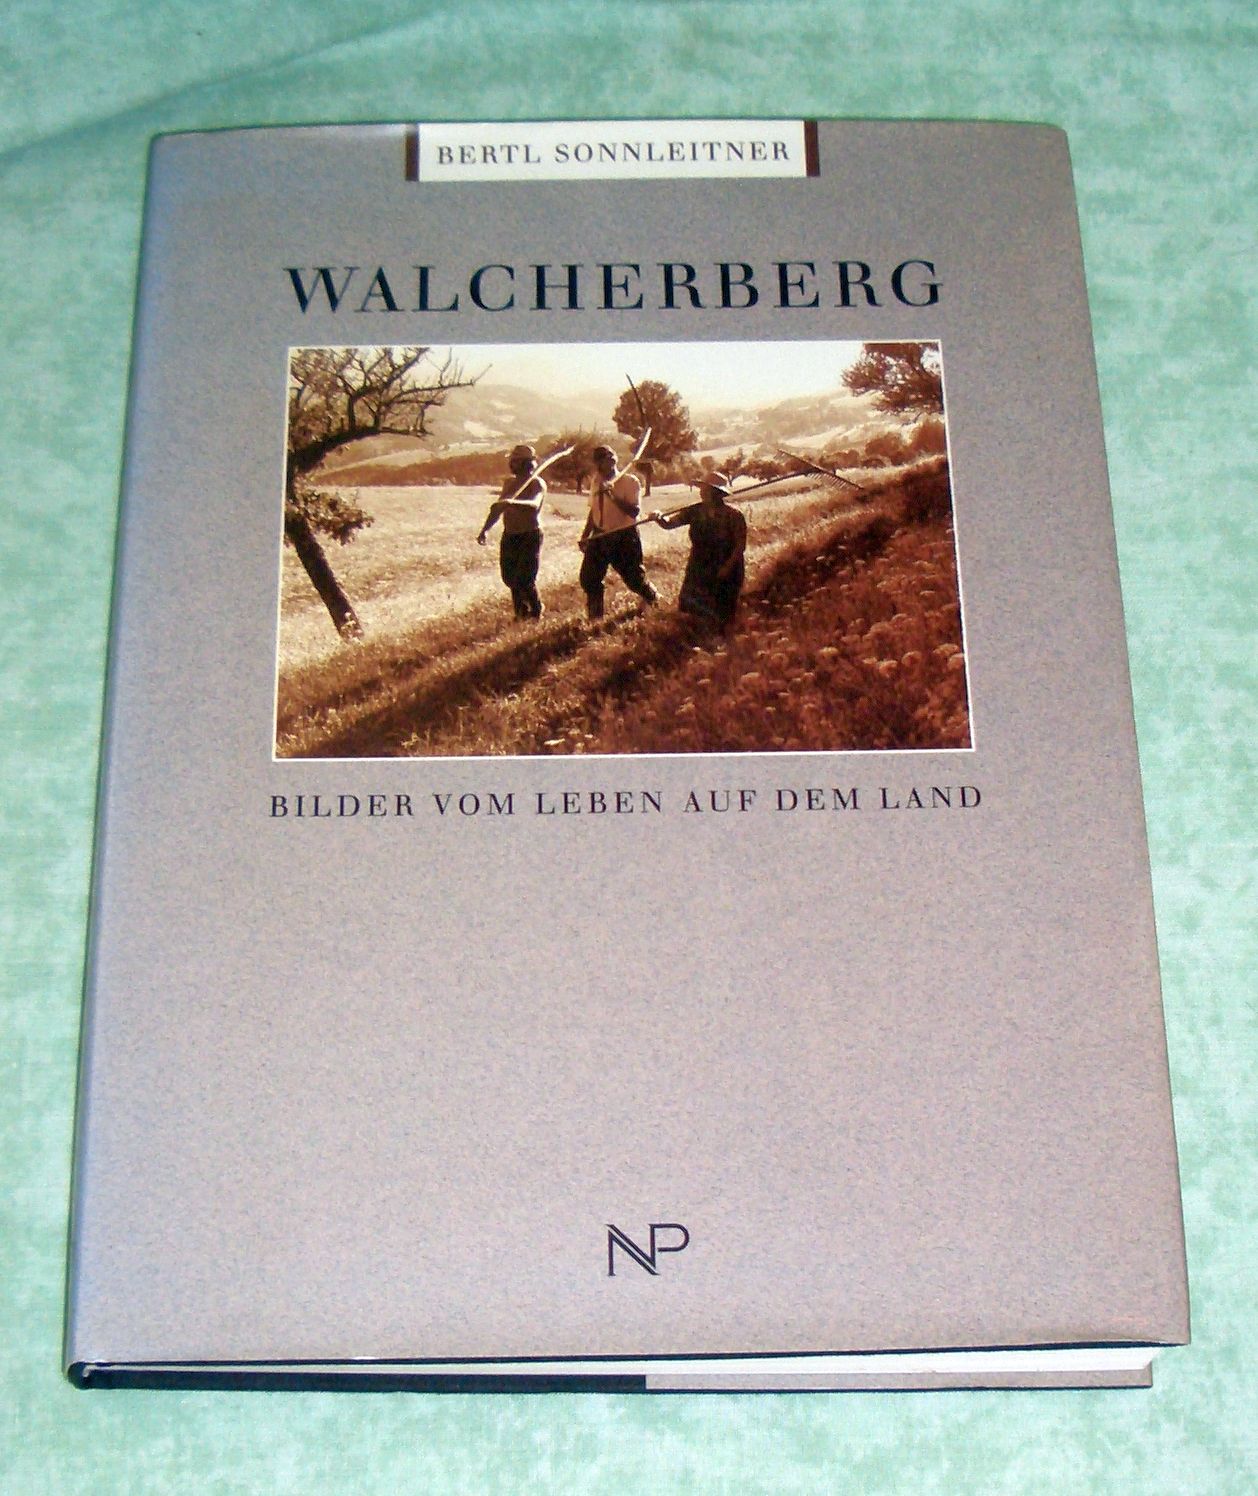 BERTL SONNLEITNER
WALCHERBERG
BILDER VOM LEBEN AUF DEM LAND
NP